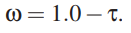 ω = 1.0 − τ.